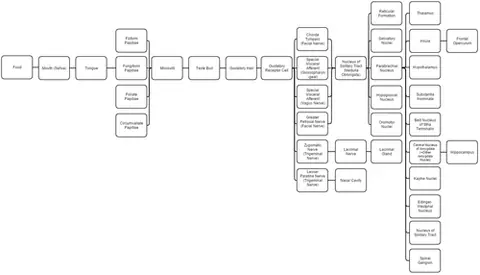 Food
Mouth (Saliva)
Tongue
Foliate
Papillae
Fungiform
Papillae
Foliate
Papillae
Circumvallate
Papillae
Microvilli
Taste Bud
Gustatory
Gustatory
Receptor Cell
Chorda
Tympani
(Facial Nerve)
Special
Visceral
Afferent
Special
Visceral
Afferent
(Vagus Nerve)
Greater
Petrosal Nerve
(Facial Nerve)
Zygomatic
Nerve
(Trigeminal
Nerve)
Lesser
Palatine Nerve
(Trigeminal
Nerve)
Nucleus of
Solitary Tract
(Medulla
Oblongata)
Lacrimal
Nerve
Nasal Cavity
Reticular
Formation
Salivatory
Nuclei
Parabrachial
Nucleus
Hypoglossal
Nucleus
Nucleus
Lacrimal
Gland
Thalamus
Insula
Frontal
Operculum
Hypothalamus
Substantia
Innominata
Bed Nucleus
of Stria
Terminalis
Central Nucleus
of Amygdala
Hippocampus
Raphe Nuclei
Edinger
Westphal
Nucleus
Nucleus of
Solitary Tract
Spiral
Ganglion